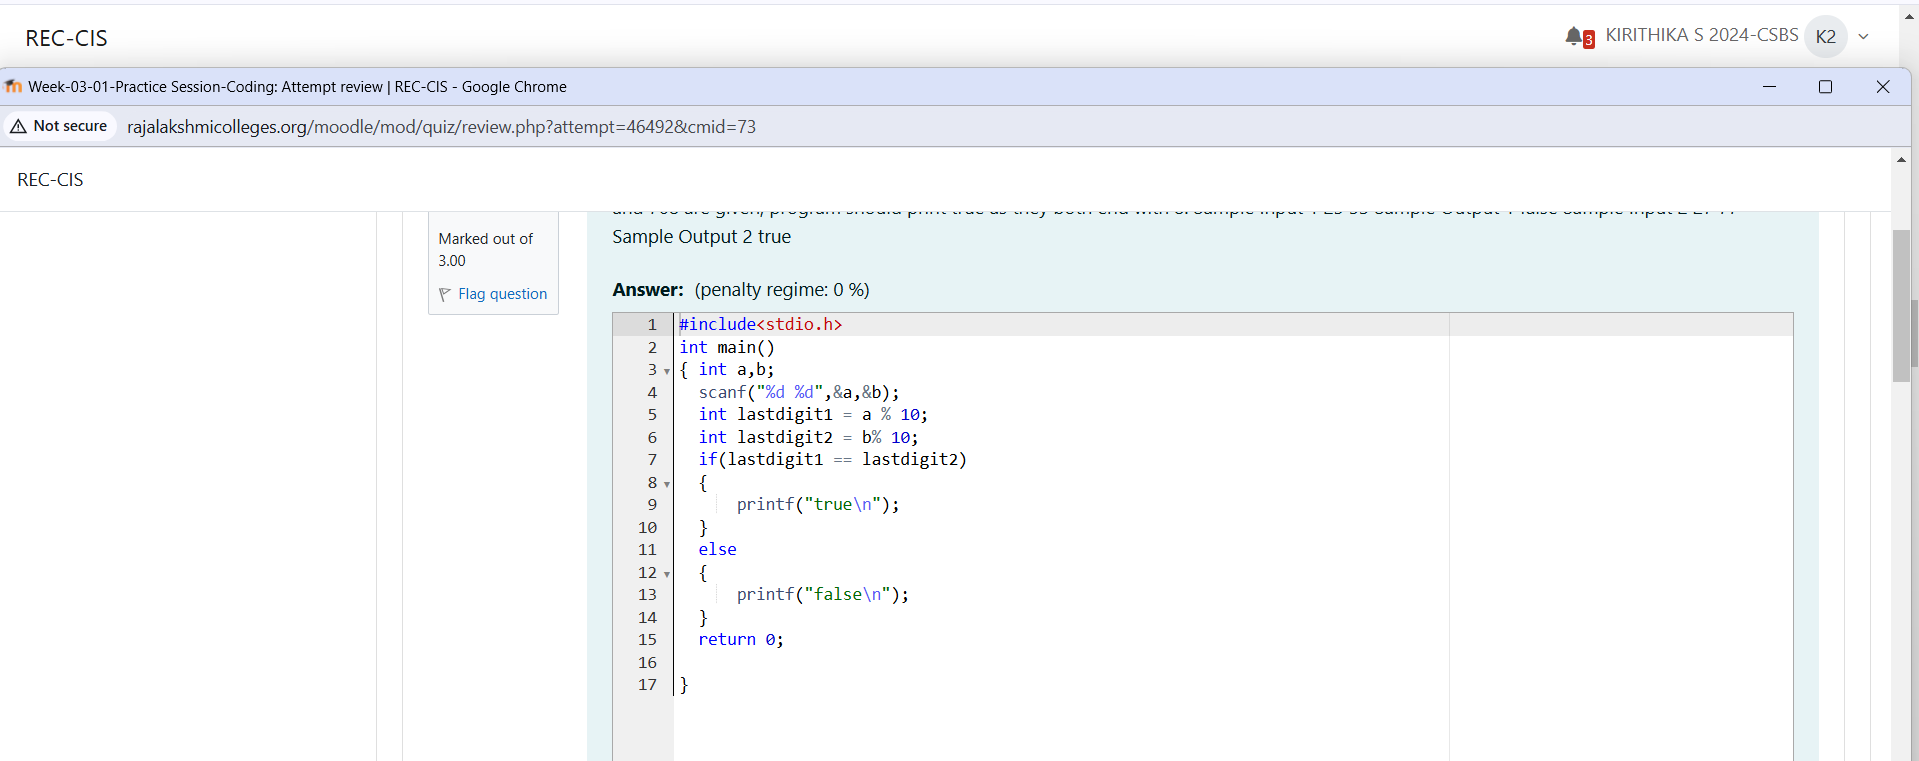 REC-CIS
3
KIRITHIKA S 2024-CSBS
K2
Week-03-01-Practice Session-Coding: Attempt review | REC-CIS - Google Chrome
Not secure
rajalakshmicolleges.org/moodle/mod/quiz/review.php?attempt=46492&cmid=73
REC-CIS
Marked out of
3.00
Flag question
Sample Output 2 true
Answer: (penalty regime: 0 %)
1 #include<stdio.h>
2 int main()
3 { int a,b;
4 scanf("%d %d",&a,&b);
5 int lastdigit1 = a % 10;
6 int lastdigit2 = b% 10;
7 if(lastdigit1 == lastdigit2)
8 {
9 printf("true\n");
10 }
11 else
12 {
13 printf("false\n");
14 }
15 return 0;
16
17 }